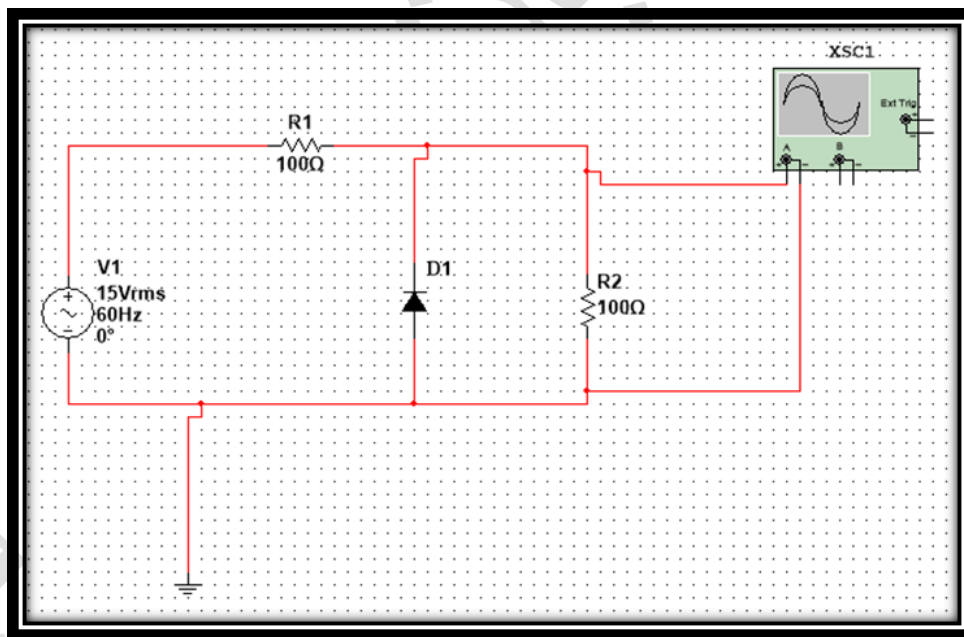 XSC1
Ext Trig
+
−
A
B
+ − + −
R1
100Ω
V1
+
−
15Vrms
60Hz
0°
D1
R2
100Ω